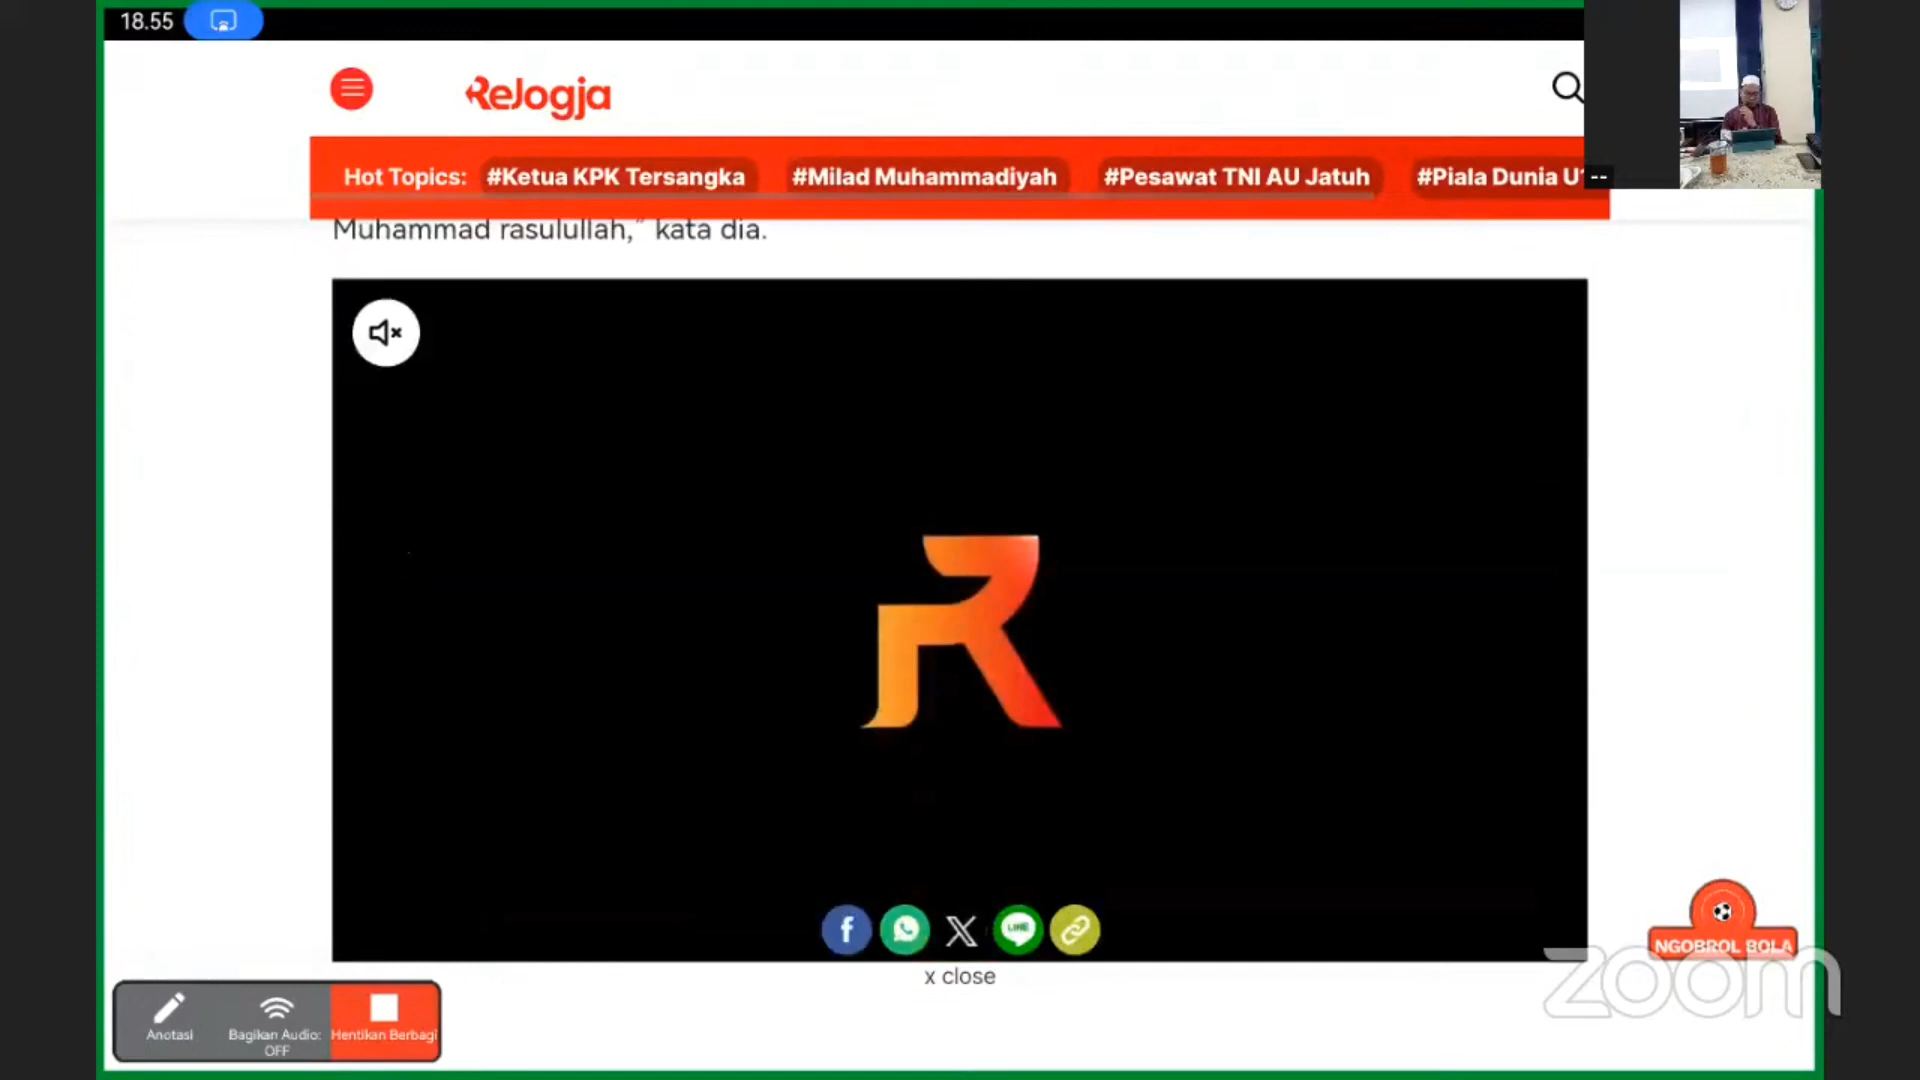 18.55
ReJogja
Hot Topics: #Ketua KPK Tersangka #Milad Muhammadiyah #Pesawat TNI AU Jatuh #Piala Dunia
--
Muhammad rasulullah,” kata dia.
LINE
x close
NGOBROL BOLA
zoom
Anotasi
Bagikan Audio: OFF
Hentikan Berbagi